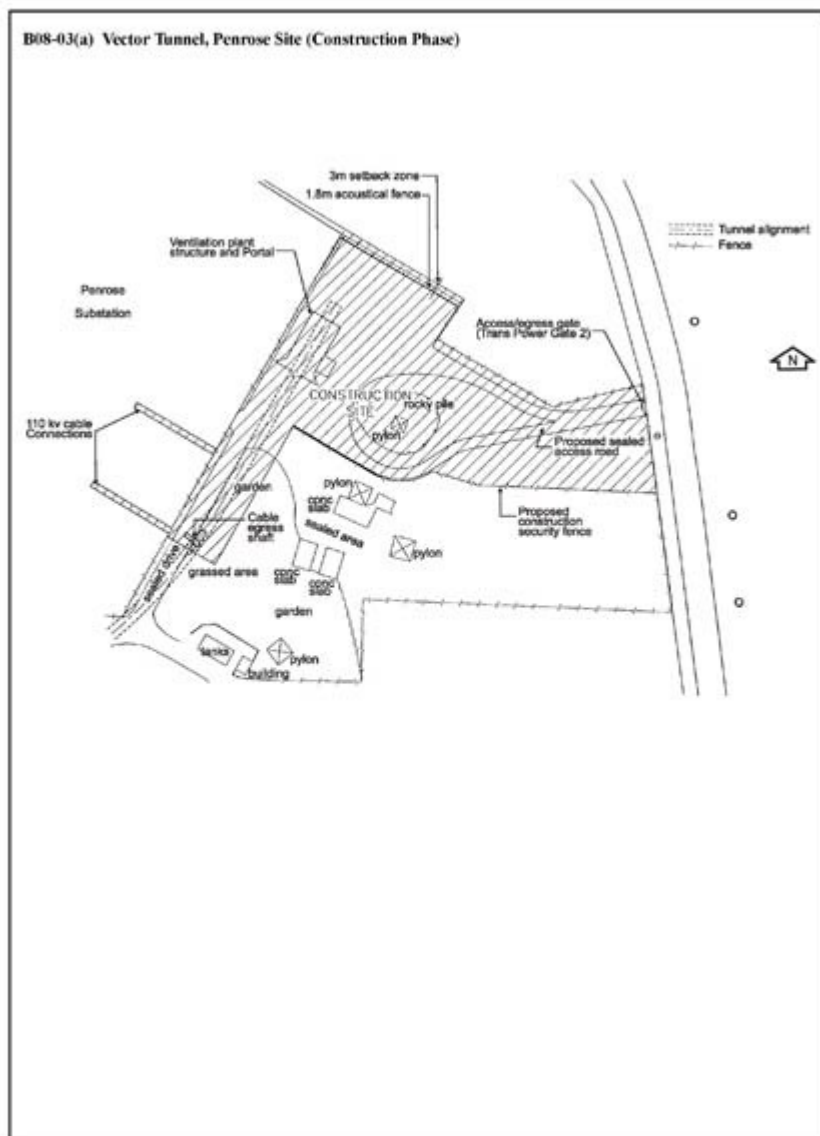 B08-03(a) Vector Tunnel, Penrose Site (Construction Phase)
3m setback zone
1.8m acoustical fence
Ventilation plant
structure and Portal
Tunnel alignment
Fence
Penrose
Substation
Access/egress gate
(Trans Power Gate 2)
N
CONSTRUCTION
SITE
rocky pile
pylon
110 kv cable
Connections
Proposed sealed
access road
garden
pylon
conc
slab
Cable
egress
shaft
sealed area
Proposed
construction
security fence
pylon
sealed drive
grassed area
conc
slab
conc
slab
garden
tanks
pylon
building